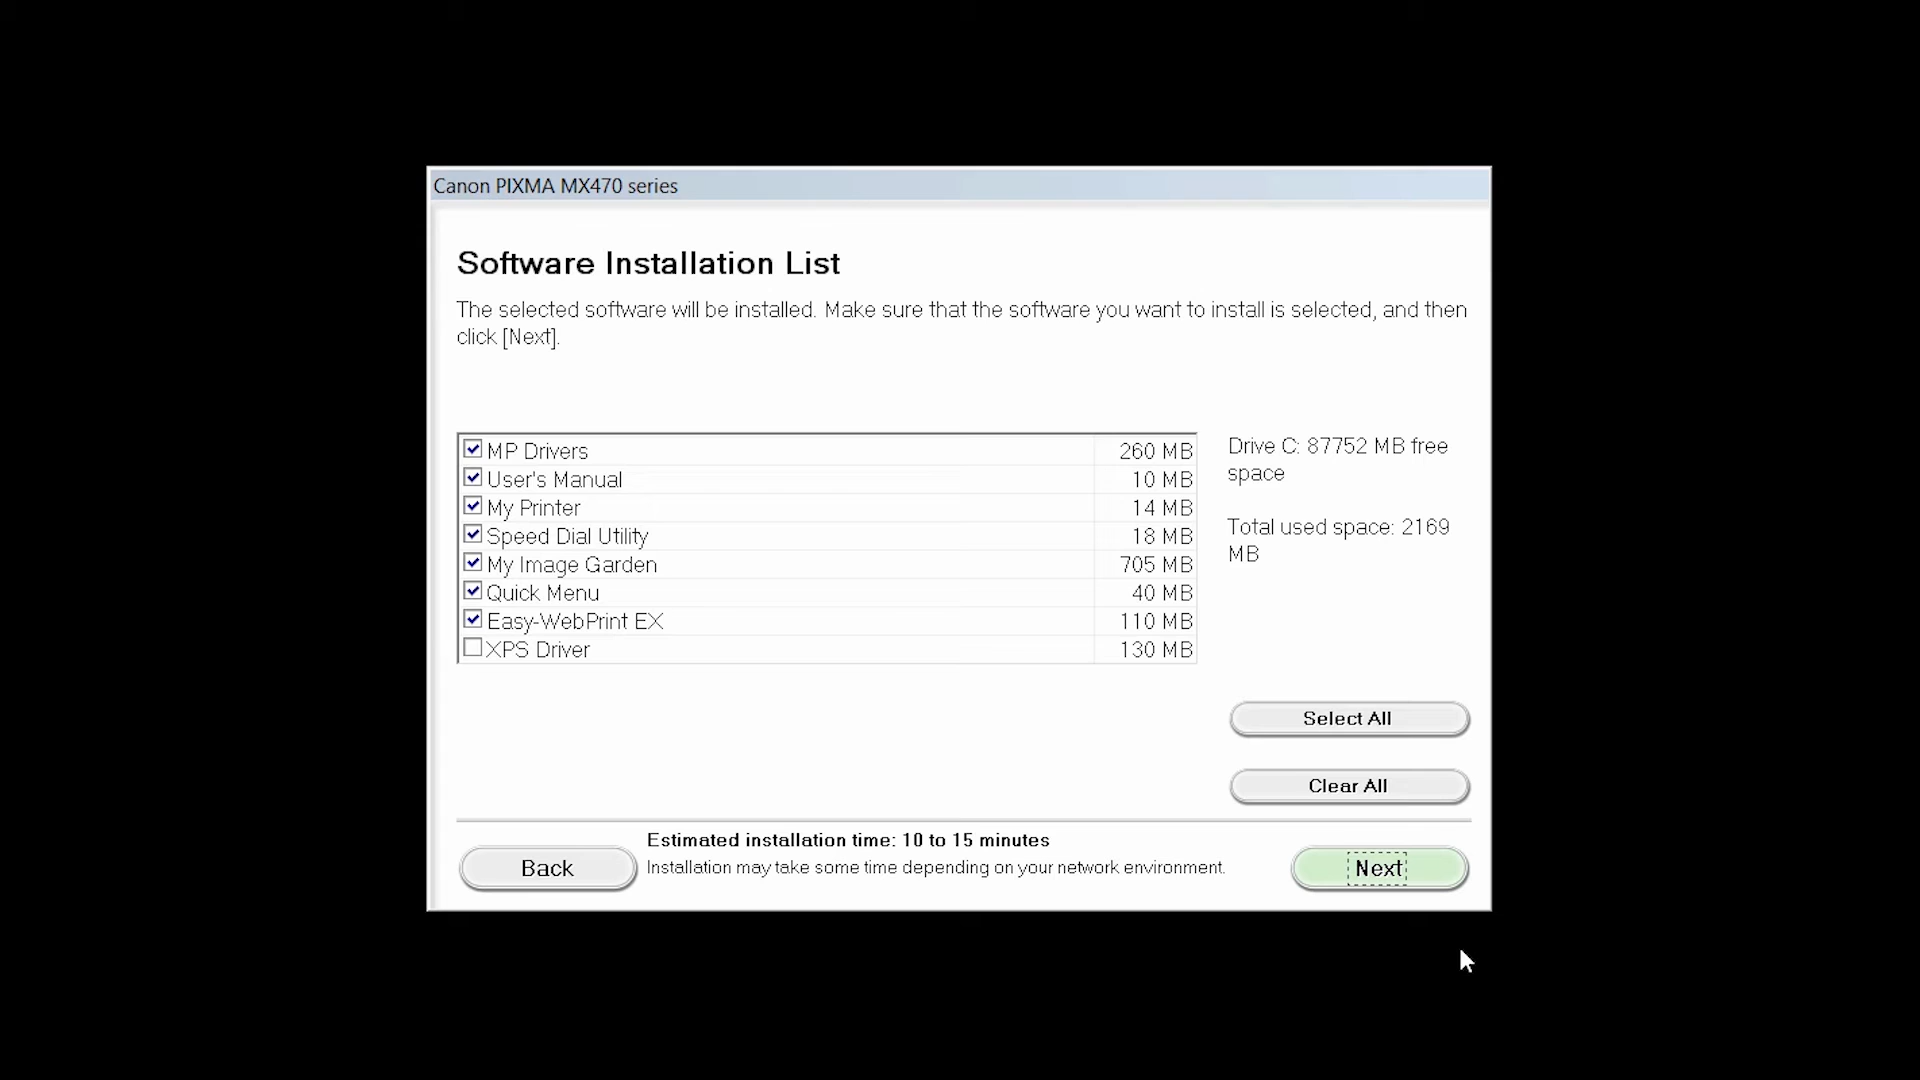 Canon PIXMA MX470 series
Software Installation List
The selected software will be installed. Make sure that the software you want to install is selected, and then
click [Next].
MP Drivers 260 MB
User's Manual 10 MB
My Printer 14 MB
Speed Dial Utility 18 MB
My Image Garden 705 MB
Quick Menu 40 MB
Easy-WebPrint EX 110 MB
XPS Driver 130 MB
Drive C: 87752 MB free
space
Total used space: 2169
MB
Select All
Clear All
Estimated installation time: 10 to 15 minutes
Installation may take some time depending on your network environment.
Back
Next